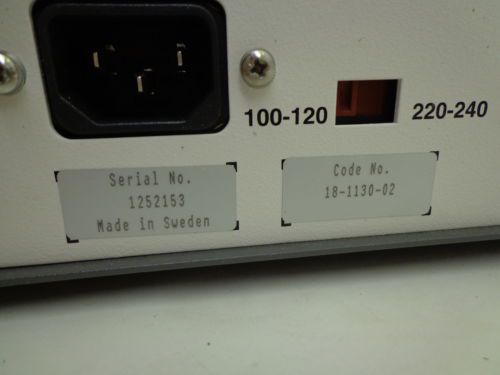 100-120
220-240
Serial No.
1252153
Made in Sweden
Code No.
18-1130-02